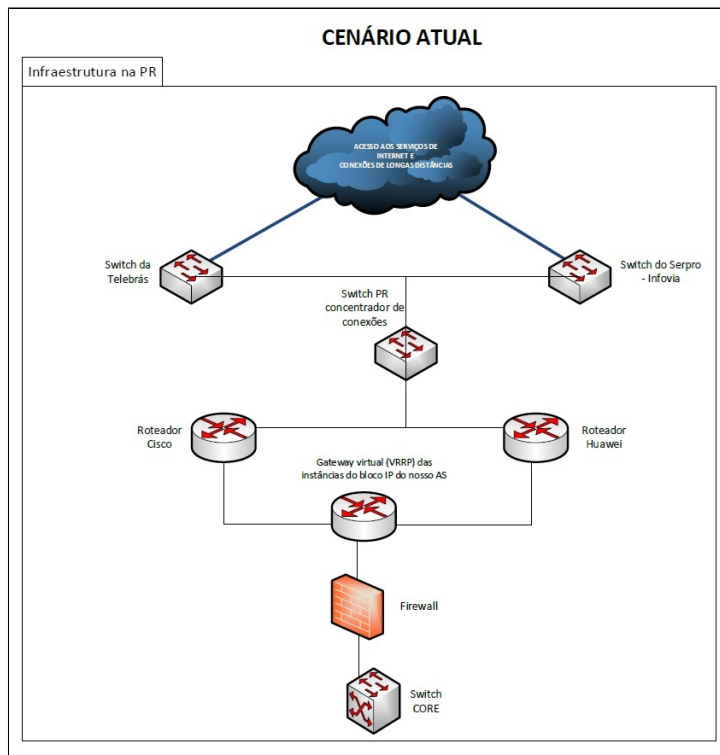 CENÁRIO ATUAL
Infraestrutura na PR
ACESSO AOS SERVIÇOS DE
INTERNET E
CONEXÕES DE LONGAS DISTÂNCIAS
Switch da
Telebrás
Switch do Serpro
- Infovia
Switch PR
concentrador de
conexões
Roteador
Cisco
Roteador
Huawei
Gateway virtual (VRRP) das
instâncias do bloco IP do nosso AS
Firewall
Switch
CORE